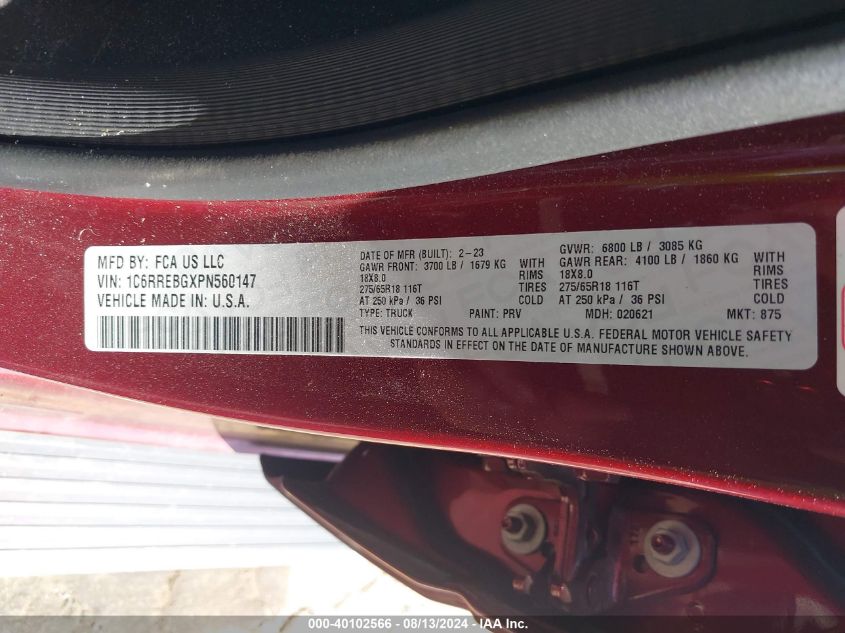 MFD BY: FCA US LLC
VIN: 1C6RREBGXPN560147
VEHICLE MADE IN: U.S.A.
DATE OF MFR (BUILT): 2-23
GAWR FRONT: 3700 LB / 1679 KG WITH
18X8.0 RIMS
275/65R18 116T TIRES
AT 250 kPa / 36 PSI COLD
TYPE: TRUCK PAINT: PRV
GVWR: 6800 LB / 3085 KG
GAWR REAR: 4100 LB / 1860 KG WITH
18X8.0 RIMS
275/65R18 116T TIRES
AT 250 kPa / 36 PSI COLD
MDH: 020621 MKT: 875
THIS VEHICLE CONFORMS TO ALL APPLICABLE U.S.A. FEDERAL MOTOR VEHICLE SAFETY
STANDARDS IN EFFECT ON THE DATE OF MANUFACTURE SHOWN ABOVE.
000-40102566 - 08/13/2024 - IAAI.COM